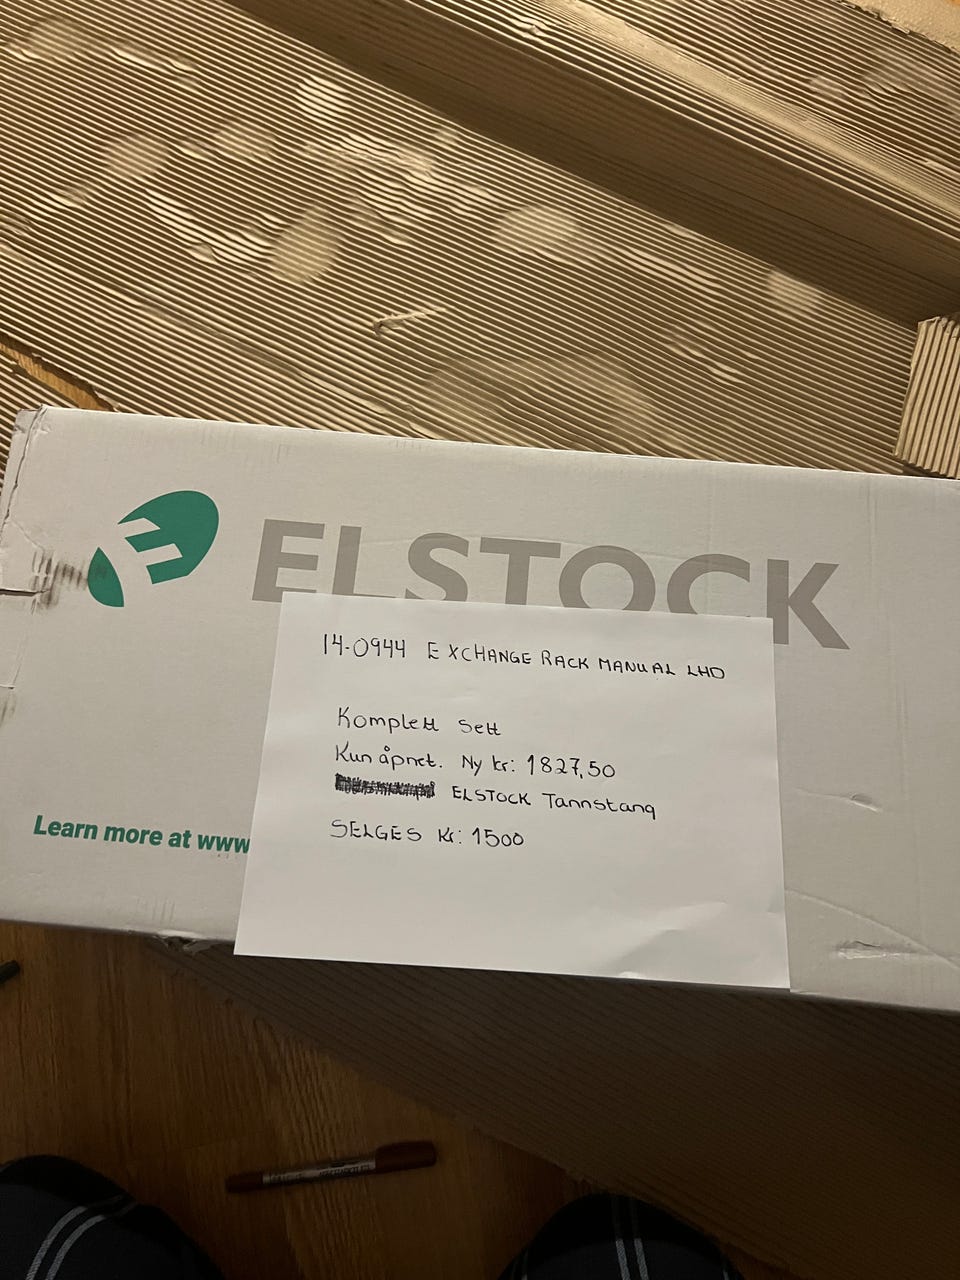 ELSTOCK
14-0944 EXCHANGE RACK MANUAL LHD
Komplett sett
Kun åpnet. Ny kr: 1827,50
ELSTOCK Tannstang
SELGES Kr: 1500
Learn more at www